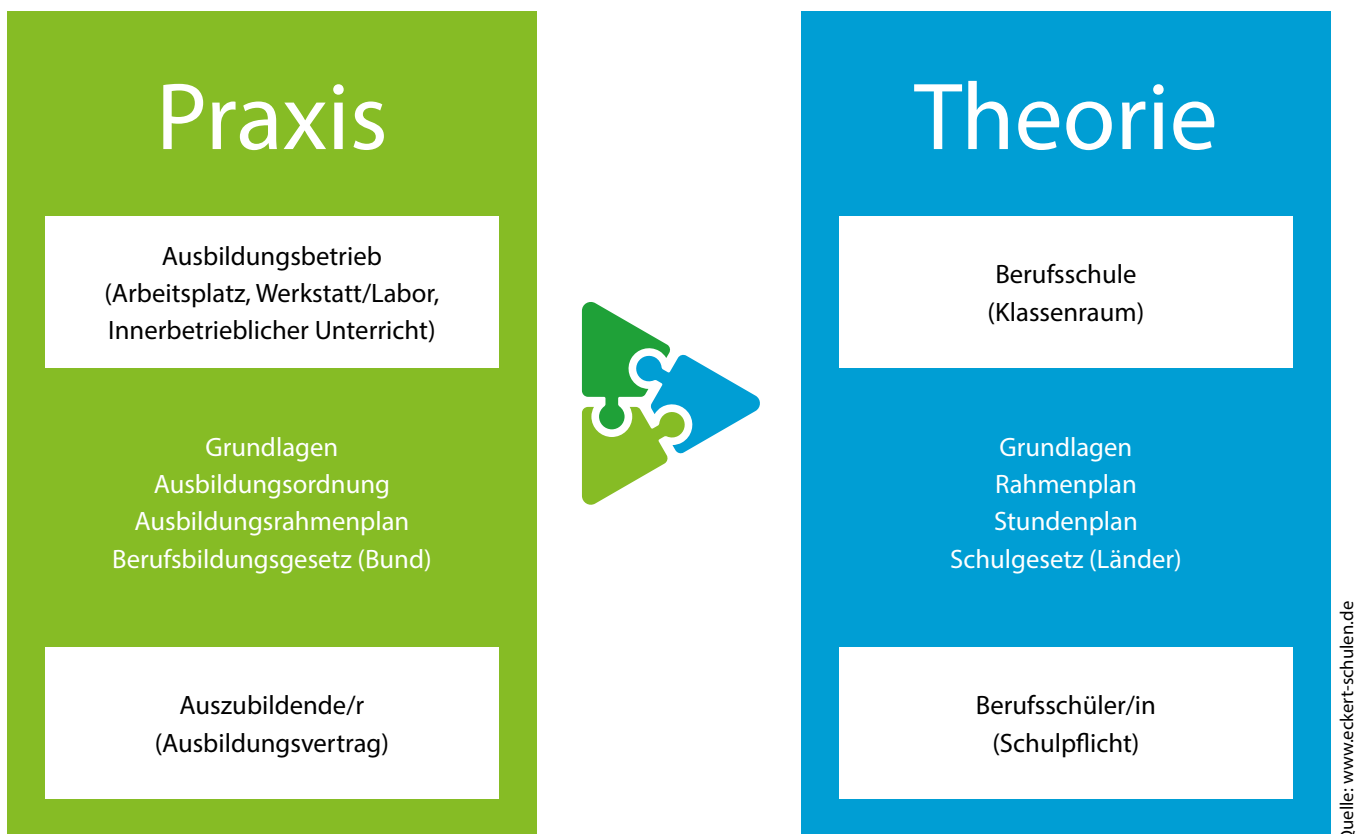 Praxis
Ausbildungsbetrieb
(Arbeitsplatz, Werkstatt/Labor,
Innerbetrieblicher Unterricht)
Grundlagen
Ausbildungsordnung
Ausbildungsrahmenplan
Berufsbildungsgesetz (Bund)
Auszubildende/r
(Ausbildungsvertrag)
Theorie
Berufsschule
(Klassenraum)
Grundlagen
Rahmenplan
Stundenplan
Schulgesetz (Länder)
Berufsschüler/in
(Schulpflicht)
Quelle: www.eckert-schulen.de